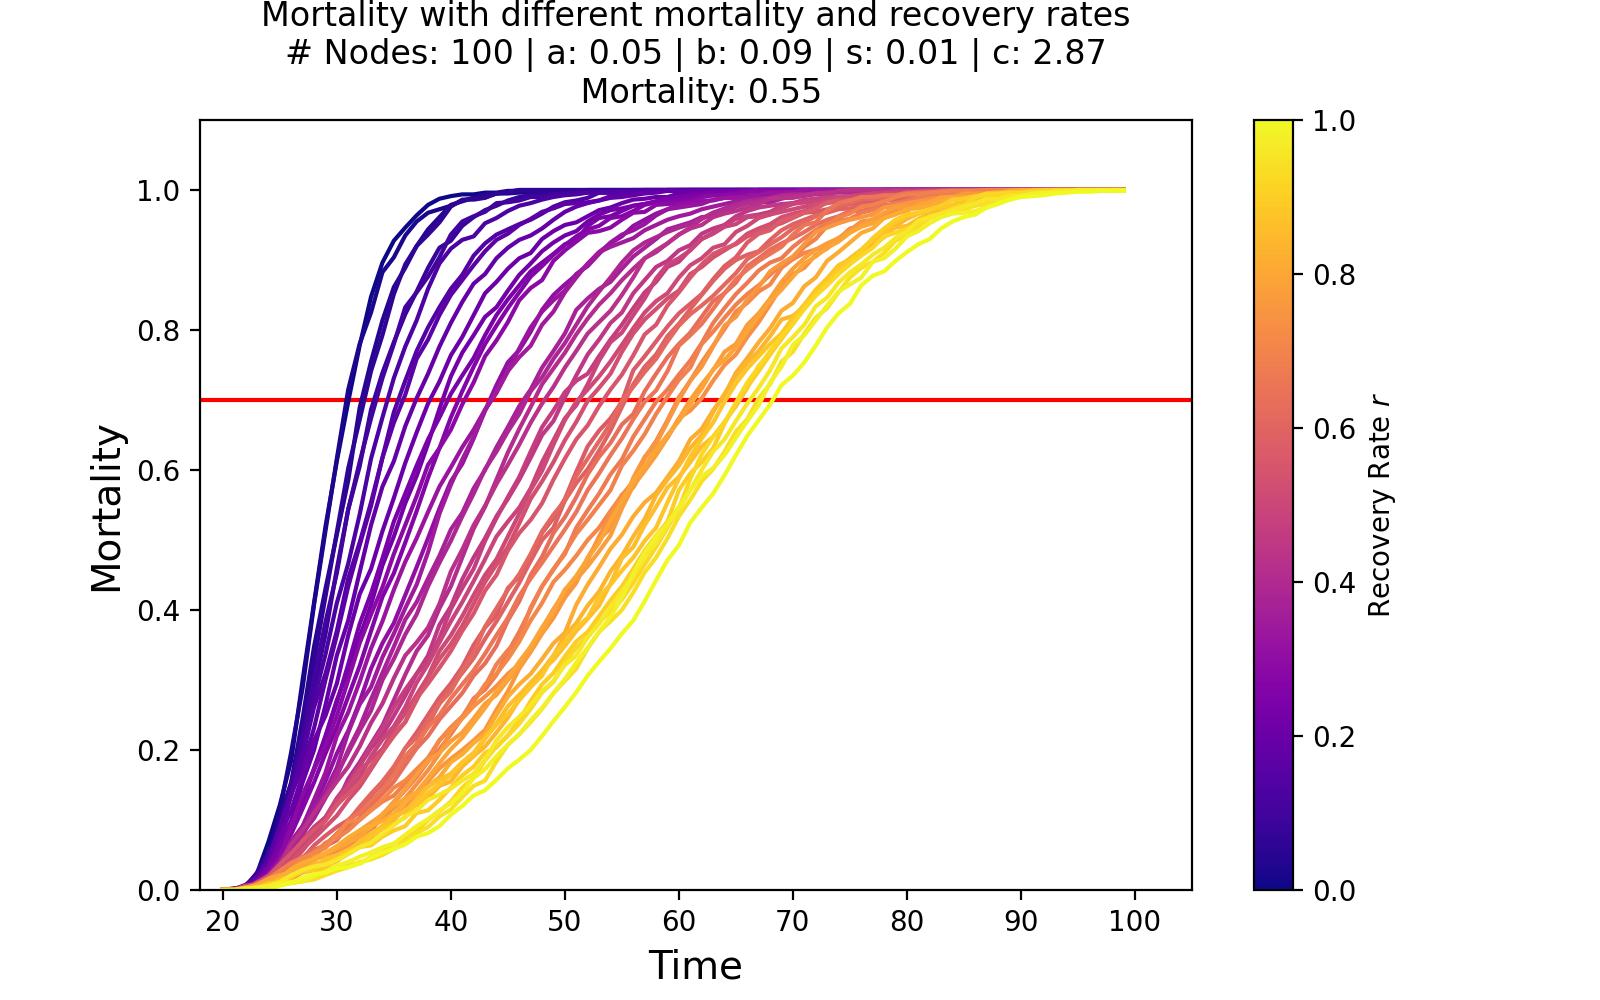 Mortality with different mortality and recovery rates
# Nodes: 100 | a: 0.05 | b: 0.09 | s: 0.01 | c: 2.87
Mortality: 0.55
Mortality
1.0
0.8
0.6
0.4
0.2
0.0
20 30 40 50 60 70 80 90 100
Time
1.0
0.8
0.6
0.4
0.2
0.0
Recovery Rate r